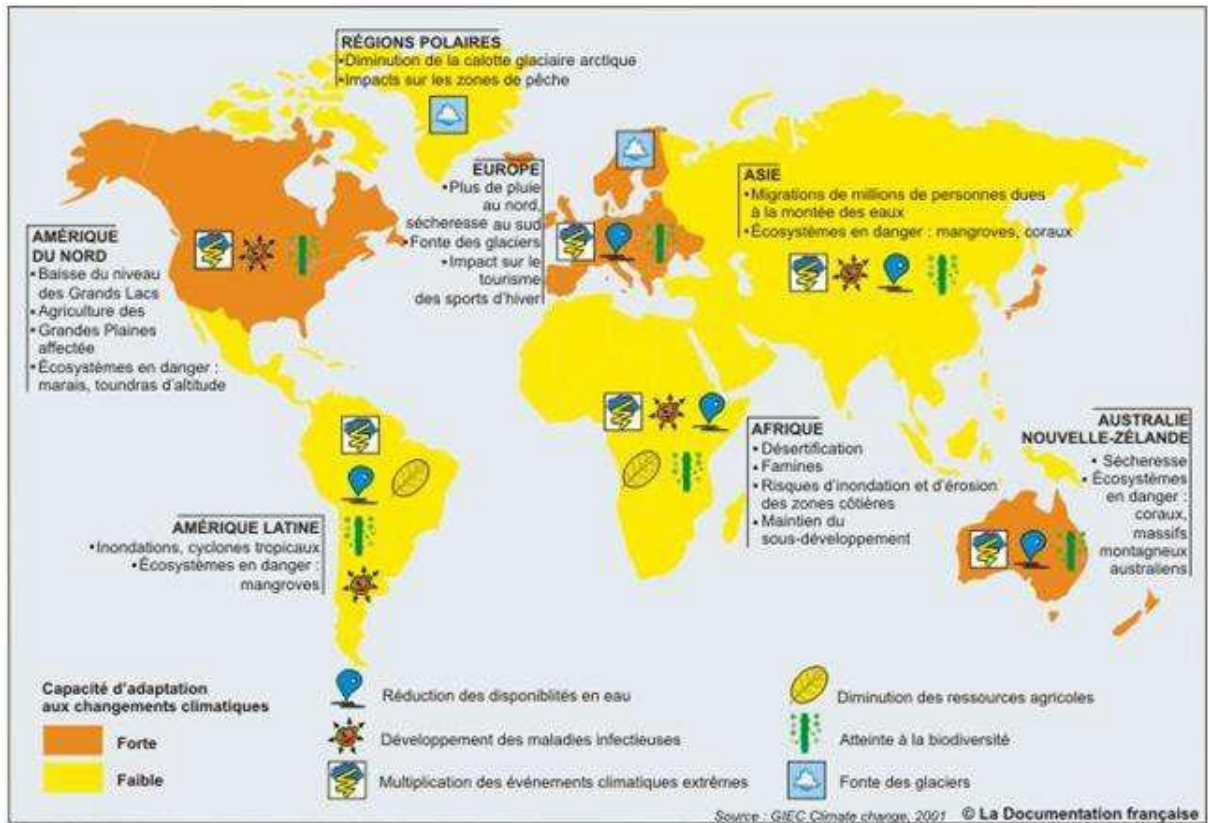 RÉGIONS POLAIRES
•Diminution de la calotte glaciaire arctique
•Impacts sur les zones de pêche
EUROPE
•Plus de pluie
au nord,
sécheresse au sud
•Fonte des glaciers
•Impact sur le
tourisme
des sports d'hiver
ASIE
•Migrations de millions de personnes dues
à la montée des eaux
•Écosystèmes en danger : mangroves, coraux
AMÉRIQUE
DU NORD
•Baisse du niveau
des Grands Lacs
•Agriculture des
•Grandes Plaines
affectée
•Écosystèmes en danger :
marais, toundras d'altitude
AMÉRIQUE LATINE
•Inondations, cyclones tropicaux
•Écosystèmes en danger :
mangroves
AFRIQUE
• Désertification
• Famines
• Risques d'inondation et d'érosion
des zones côtières
• Maintien du
sous-développement
AUSTRALIE
NOUVELLE-ZÉLANDE
• Sécheresse
• Écosystèmes
en danger :
coraux,
massifs
montagneux
australiens
Capacité d'adaptation
aux changements climatiques
Forte
Faible
Réduction des disponiblités en eau
Développement des maladies infectieuses
Multiplication des événements climatiques extrêmes
Diminution des ressources agricoles
Atteinte à la biodiversité
Fonte des glaciers
Source : GIEC Climate change, 2001 © La Documentation française